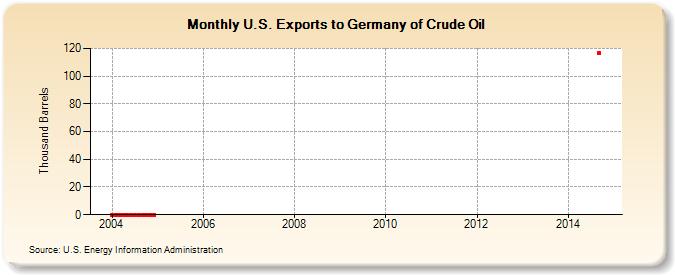 Monthly U.S. Exports to Germany of Crude Oil
Thousand Barrels
120
100
80
60
40
20
0
2004 2006 2008 2010 2012 2014
Source: U.S. Energy Information Administration